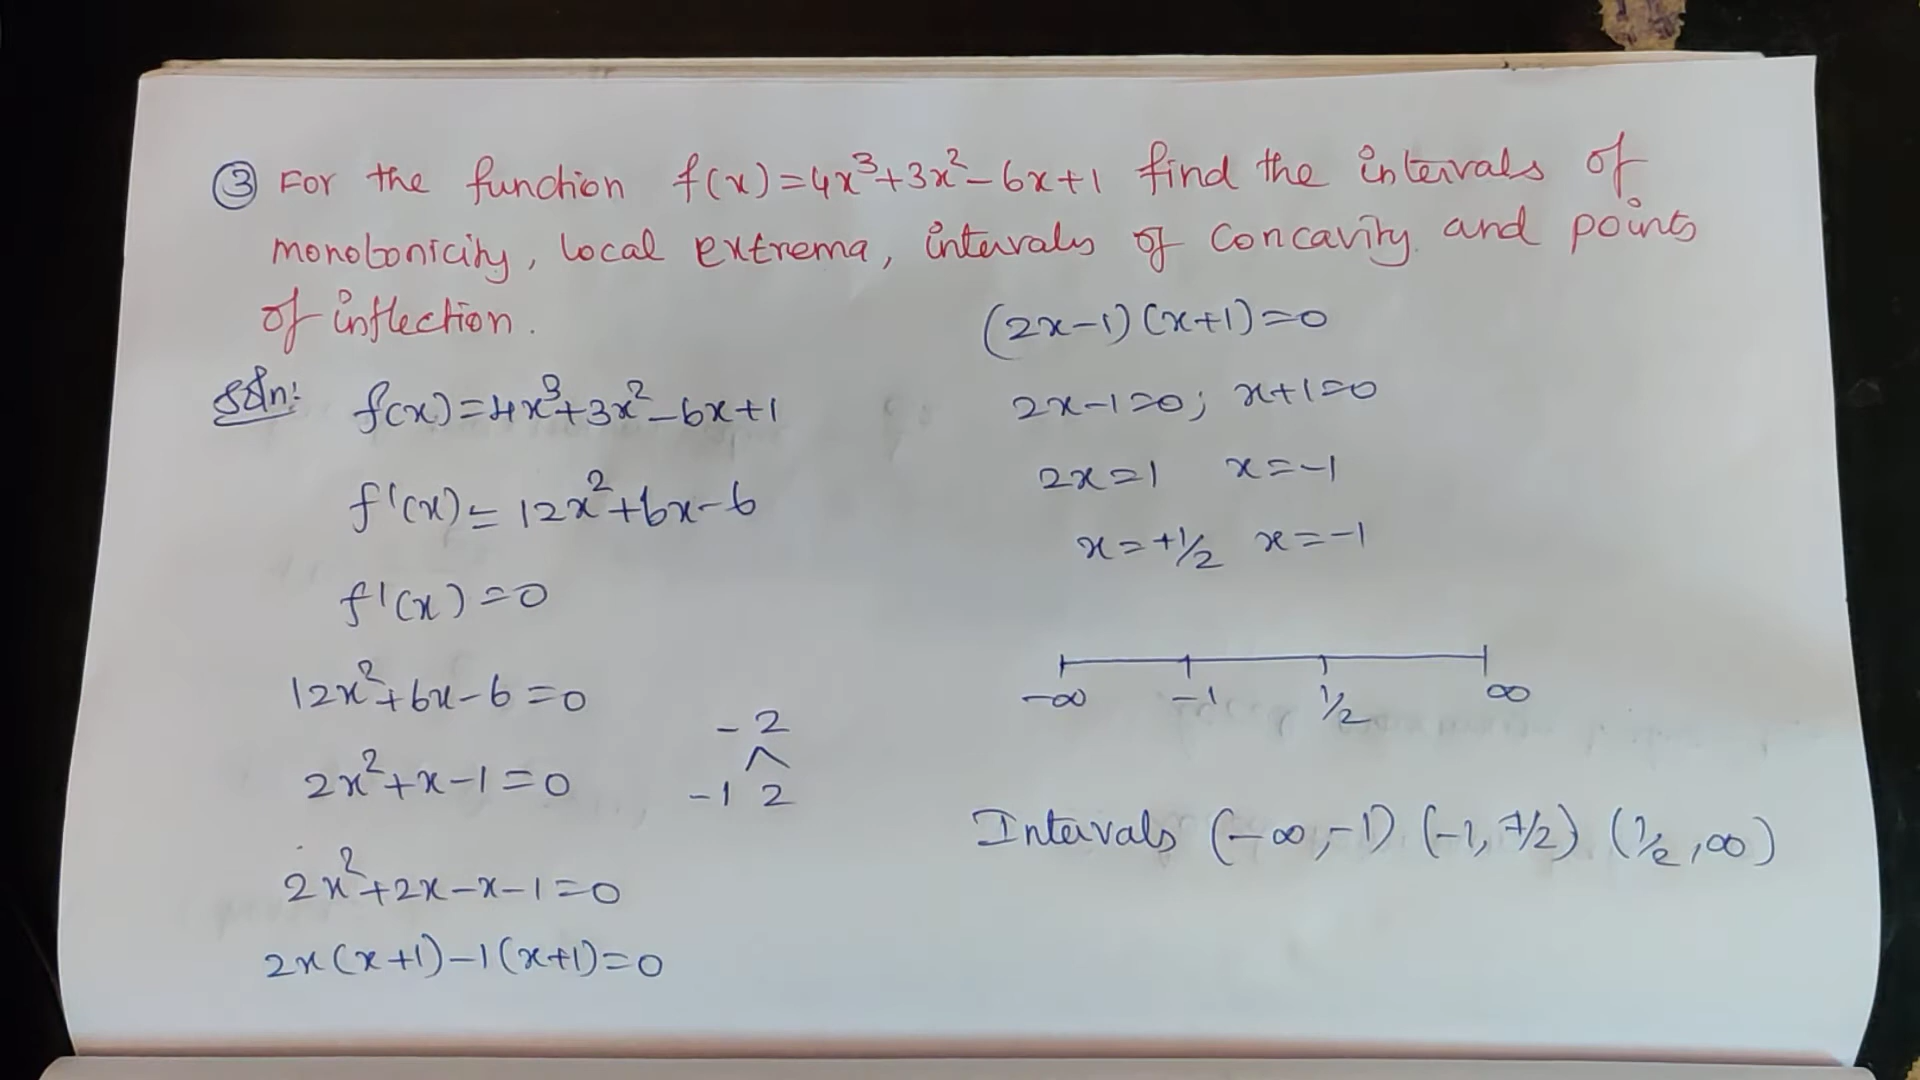 ③ For the function f(x)=4x³+3x²-6x+1 find the intervals of
monotonicity, local extrema, intervals of concavity and points
of inflection.
Soln:
f(x)=4x³+3x²-6x+1
f'(x)=12x²+6x-6
f'(x)=0
12x²+6x-6=0
2x²+x-1=0
-2
-1 2
2x²+2x-x-1=0
2x(x+1)-1(x+1)=0
(2x-1)(x+1)=0
2x-1=0; x+1=0
2x=1 x=-1
x=+1/2 x=-1
-∞ -1 1/2 ∞
Intervals (-∞,-1) (-1, 1/2) (1/2,∞)